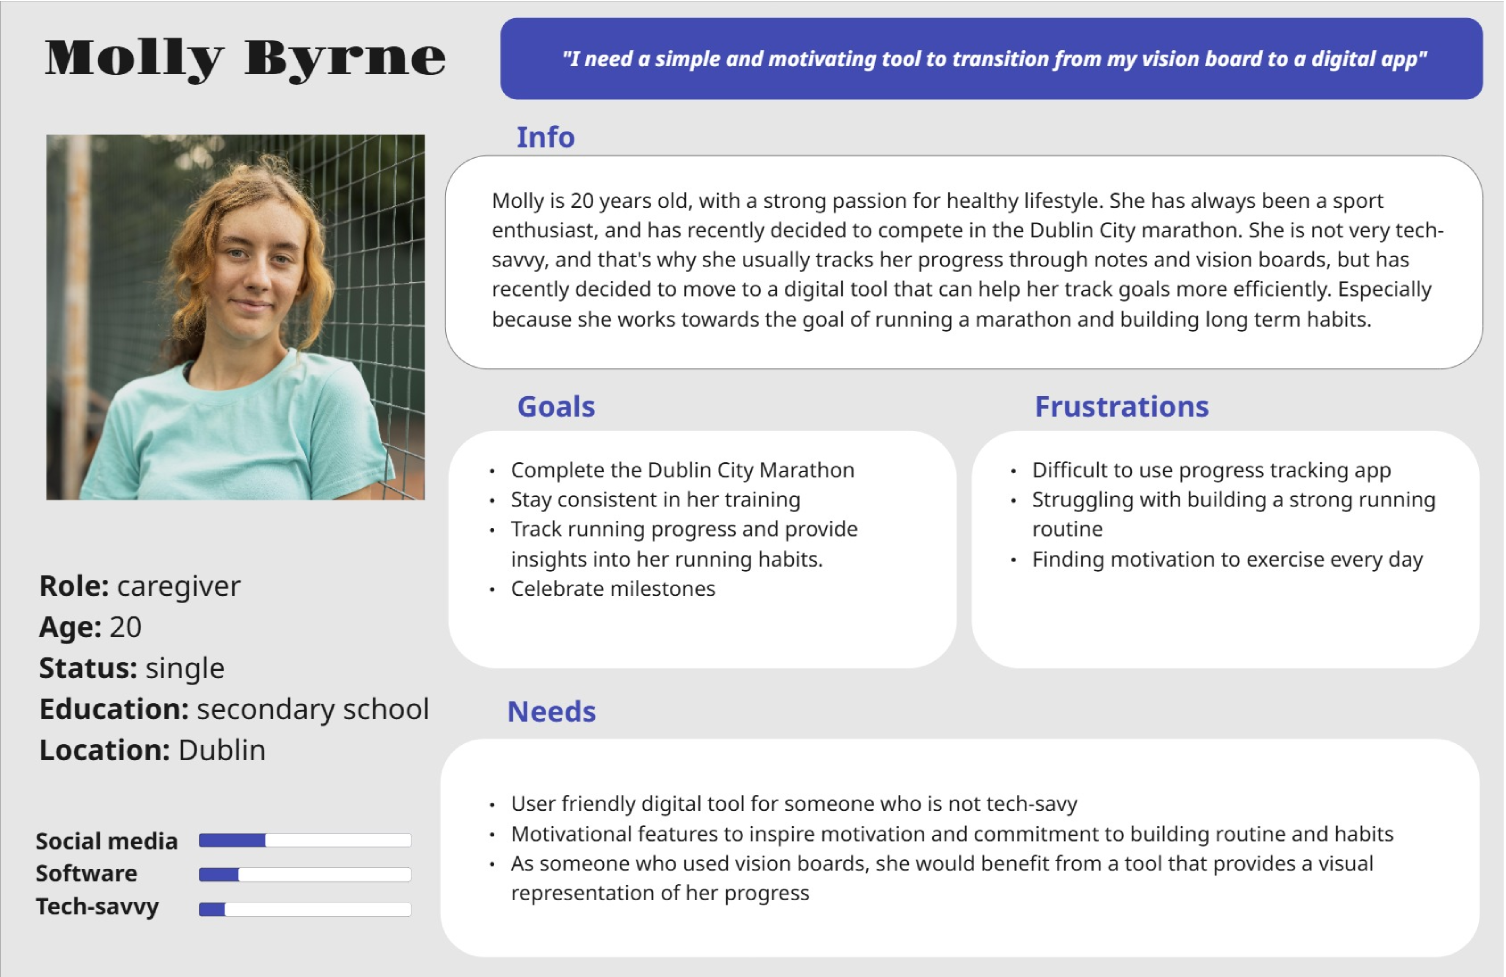 Molly Byrne
"I need a simple and motivating tool to transition from my vision board to a digital app"
Info
Molly is 20 years old, with a strong passion for healthy lifestyle. She has always been a sport
enthusiast, and has recently decided to compete in the Dublin City marathon. She is not very tech-
savvy, and that's why she usually tracks her progress through notes and vision boards, but has
recently decided to move to a digital tool that can help her track goals more efficiently. Especially
because she works towards the goal of running a marathon and building long term habits.
Goals
• Complete the Dublin City Marathon
• Stay consistent in her training
• Track running progress and provide
insights into her running habits.
• Celebrate milestones
Frustrations
• Difficult to use progress tracking app
• Struggling with building a strong running
routine
• Finding motivation to exercise every day
Role: caregiver
Age: 20
Status: single
Education: secondary school
Location: Dublin
Social media
Software
Tech-savvy
Needs
• User friendly digital tool for someone who is not tech-savy
• Motivational features to inspire motivation and commitment to building routine and habits
• As someone who used vision boards, she would benefit from a tool that provides a visual
representation of her progress